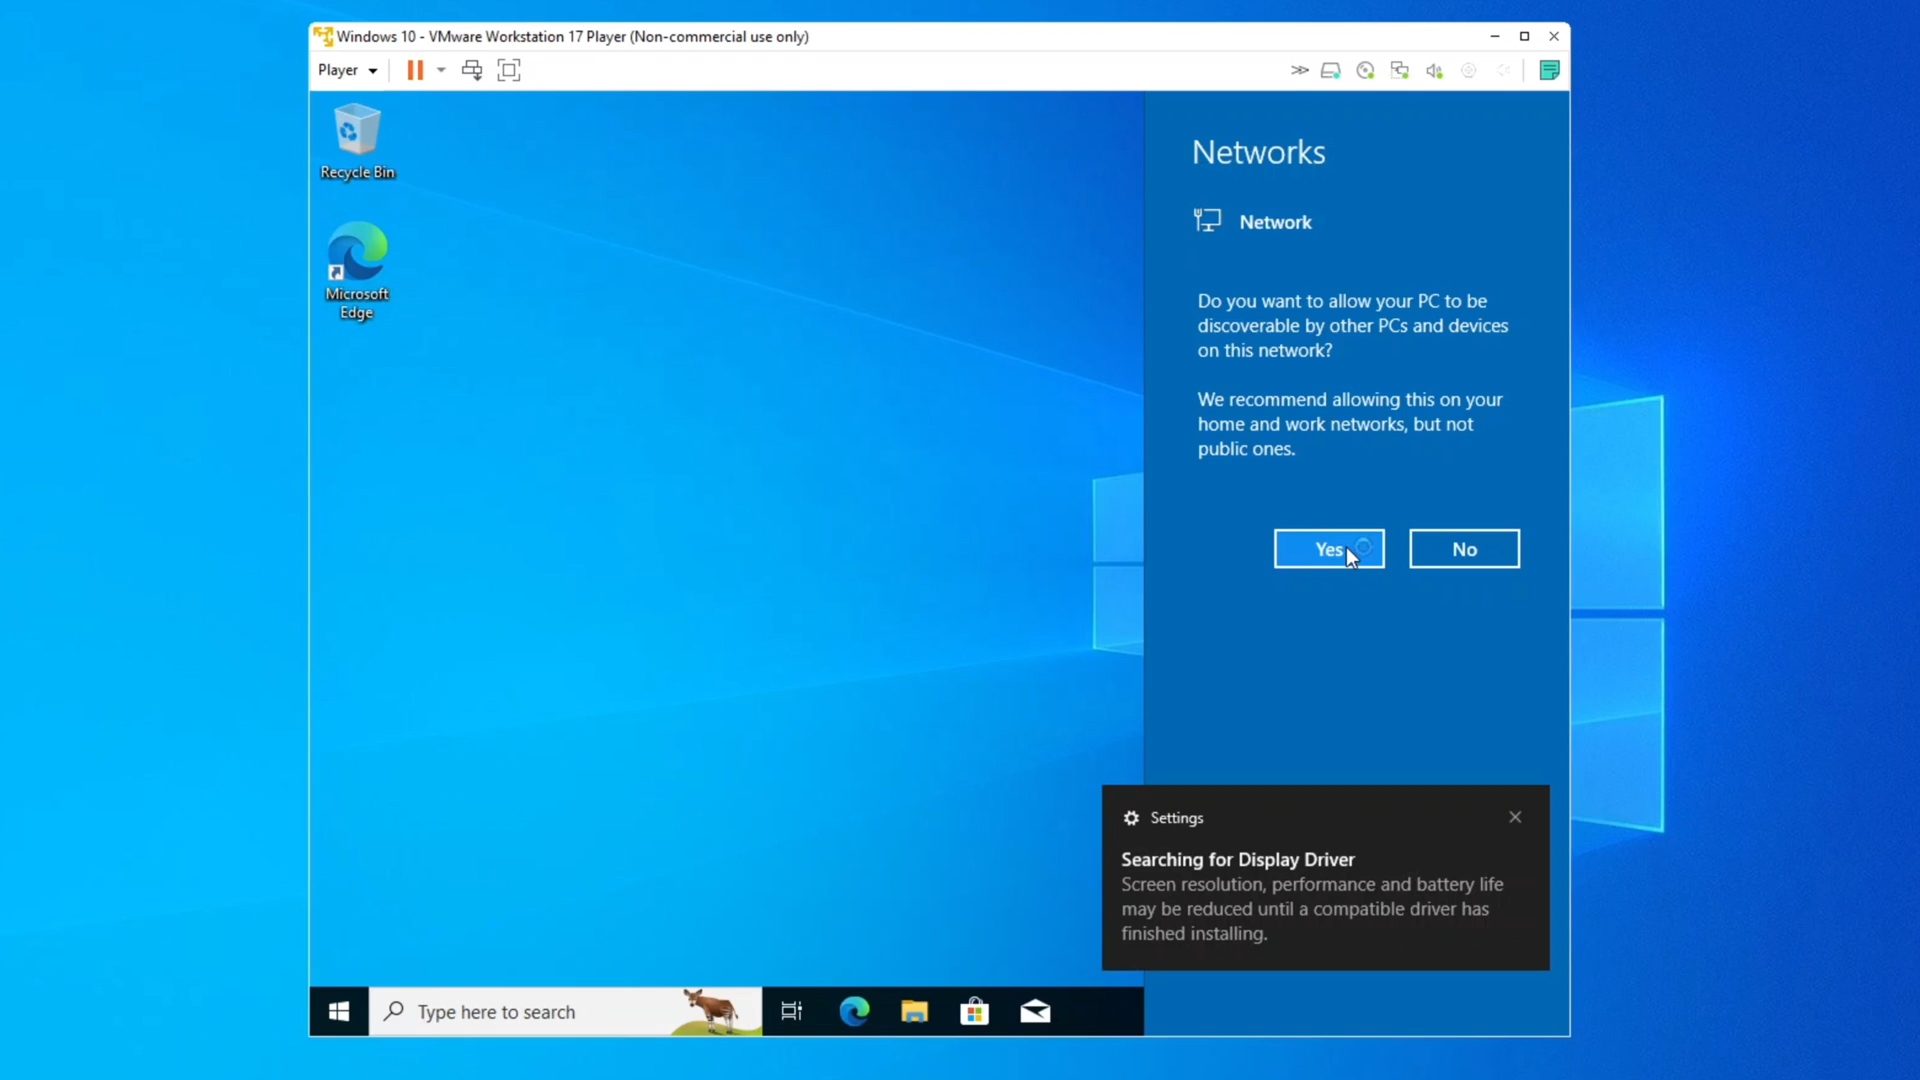 Windows 10 - VMware Workstation 17 Player (Non-commercial use only)
Player
Recycle Bin
Microsoft
Edge
Networks
Network
Do you want to allow your PC to be
discoverable by other PCs and devices
on this network?
We recommend allowing this on your
home and work networks, but not
public ones.
Yes
No
Settings
Searching for Display Driver
Screen resolution, performance and battery life
may be reduced until a compatible driver has
finished installing.
Type here to search